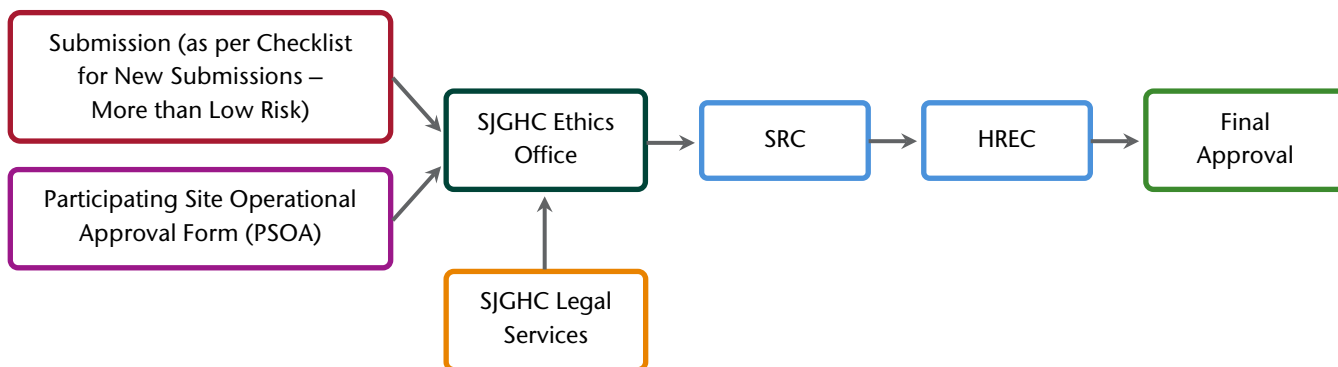 Submission (as per Checklist
for New Submissions –
More than Low Risk)
Participating Site Operational
Approval Form (PSOA)
SJGHC Ethics
Office
SJGHC Legal
Services
SRC
HREC
Final
Approval